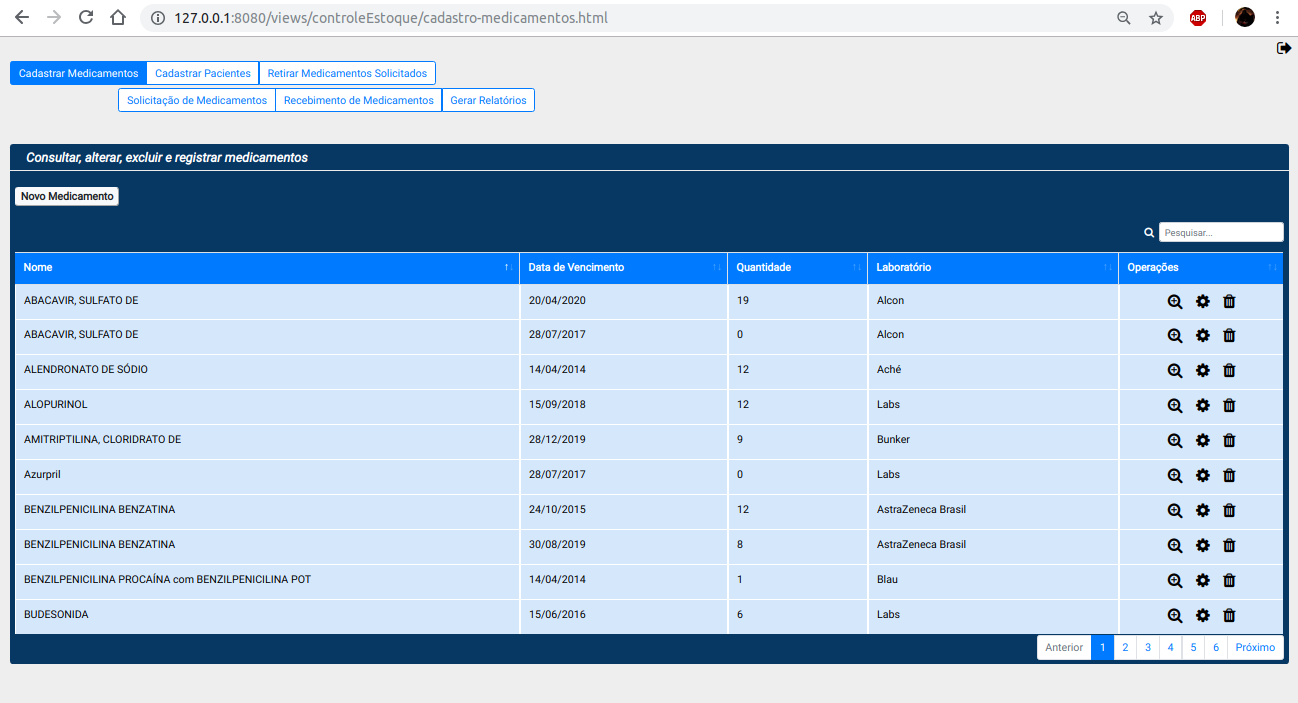 127.0.0.1:8080/views/controleEstoque/cadastro-medicamentos.html
ABP
Cadastrar Medicamentos Cadastrar Pacientes Retirar Medicamentos Solicitados
Solicitação de Medicamentos Recebimento de Medicamentos Gerar Relatórios
Consultar, alterar, excluir e registrar medicamentos
Novo Medicamento
Pesquisar...
Nome Data de Vencimento Quantidade Laboratório Operações
ABACAVIR, SULFATO DE 20/04/2020 19 Alcon
ABACAVIR, SULFATO DE 28/07/2017 0 Alcon
ALENDRONATO DE SÓDIO 14/04/2014 12 Aché
ALOPURINOL 15/09/2018 12 Labs
AMITRIPTILINA, CLORIDRATO DE 28/12/2019 9 Bunker
Azurpril 28/07/2017 0 Labs
BENZILPENICILINA BENZATINA 24/10/2015 12 AstraZeneca Brasil
BENZILPENICILINA BENZATINA 30/08/2019 8 AstraZeneca Brasil
BENZILPENICILINA PROCAÍNA com BENZILPENICILINA POT 14/04/2014 1 Blau
BUDESONIDA 15/06/2016 6 Labs
Anterior 1 2 3 4 5 6 Próximo